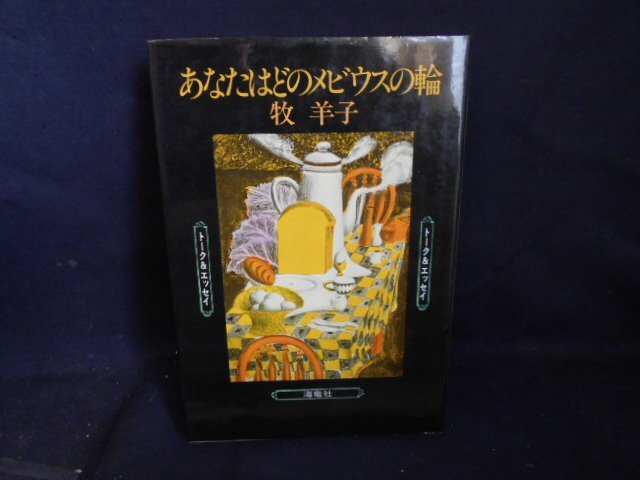 あなたはどのメビウスの輪
牧 羊子
トーク&エッセイ
トーク&エッセイ
海竜社